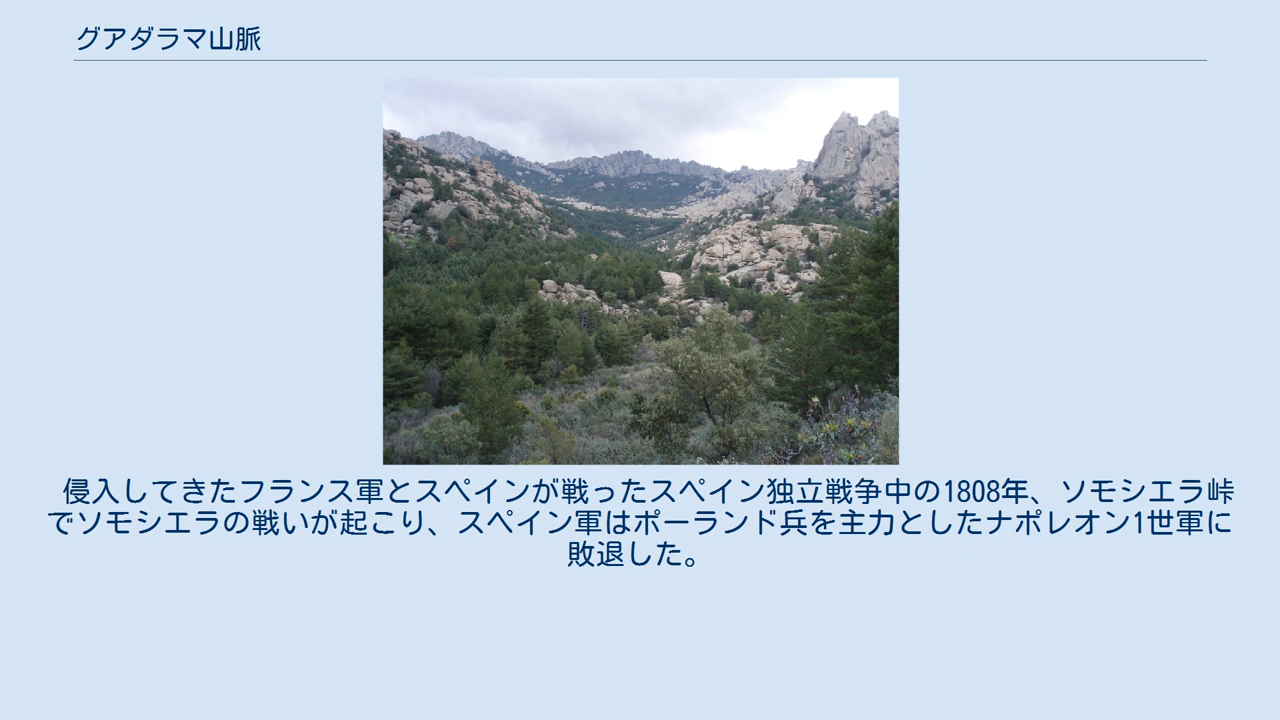 グアダラマ山脈
侵入してきたフランス軍とスペインが戦ったスペイン独立戦争中の1808年、ソモシエラ峠
でソモシエラの戦いが起こり、スペイン軍はポーランド兵を主力としたナポレオン1世軍に
敗退した。